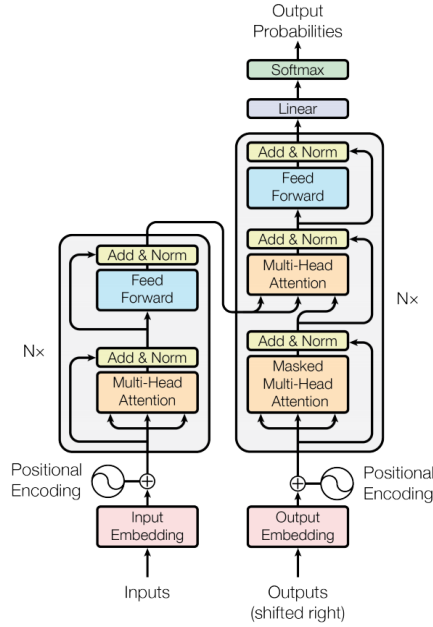 Output
Probabilities
Softmax
Linear
Add & Norm
Feed
Forward
Add & Norm
Multi-Head
Attention
Nx
Add & Norm
Masked
Multi-Head
Attention
Add & Norm
Feed
Forward
Nx
Add & Norm
Multi-Head
Attention
Positional
Encoding
Positional
Encoding
Input
Embedding
Output
Embedding
Inputs
Outputs
(shifted right)